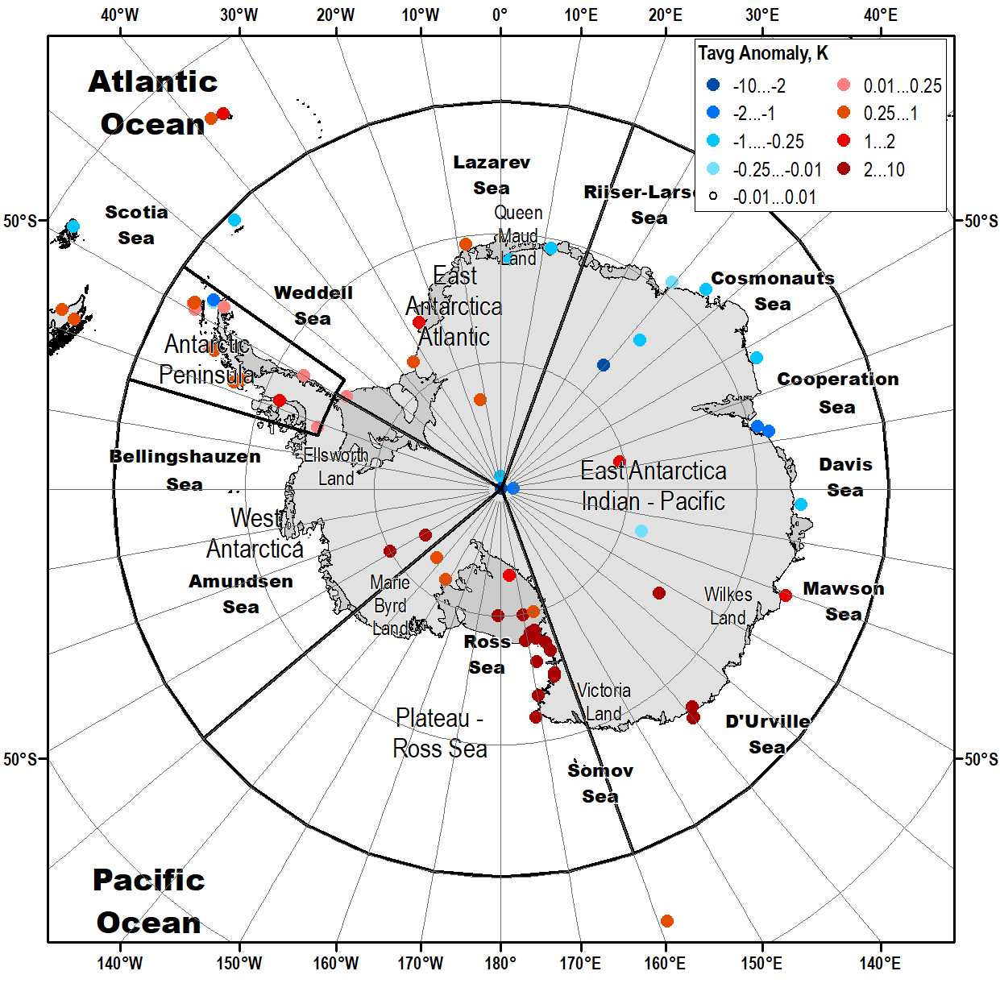 40°W 30°W 20°W 10°W 0° 10°E 20°E 30°E 40°E
Tavg Anomaly, K
-10...-2 0.01...0.25
-2...-1 0.25...1
-1....-0.25 1...2
-0.25...-0.01 2...10
-0.01...0.01
Atlantic
Ocean
Lazarev
Sea
Riiser-Larse
Sea
Queen
Maud
Land
50°S
Scotia
Sea
50°S
Weddell
Sea
East
Antarctica
Atlantic
Cosmonauts
Sea
Antarctic
Peninsula
Cooperation
Sea
Bellingshauzen
Sea
Ellsworth
Land
East Antarctica
Indian - Pacific
Davis
Sea
West
Antarctica
Amundsen
Sea
Marie
Byrd
Land
Wilkes
Land
Mawson
Sea
Ross
Sea
Victoria
Land
Plateau -
Ross Sea
D'Urville
Sea
50°S
Somov
Sea
50°S
Pacific
Ocean
140°W 150°W 160°W 170°W 180° 170°E 160°E 150°E 140°E